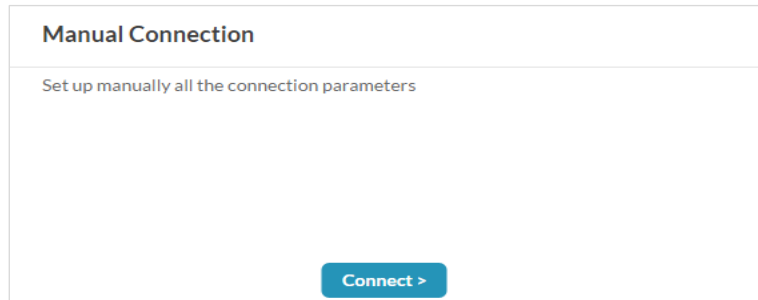 Manual Connection
Set up manually all the connection parameters
Connect >